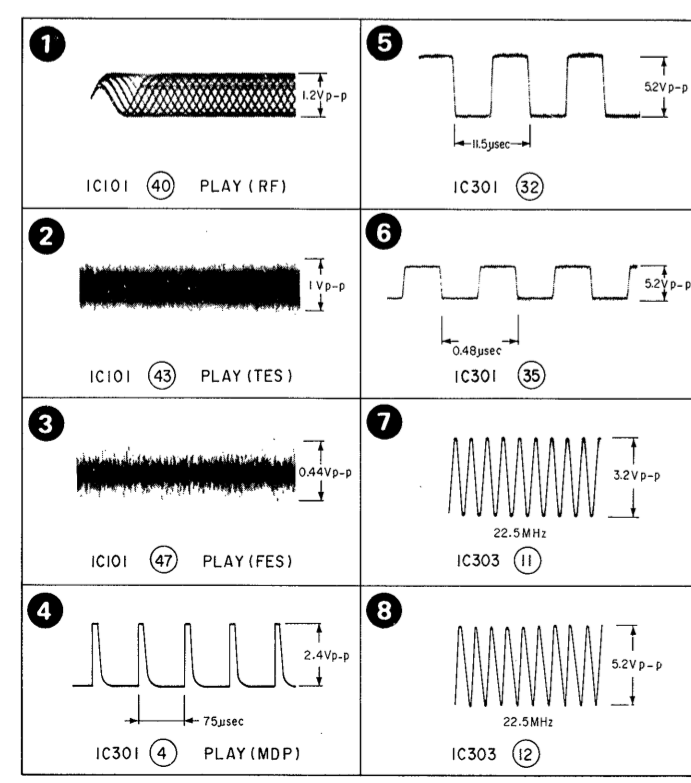 1
1.2Vp-p
IC101 40 PLAY (RF)
2
1Vp-p
IC101 43 PLAY (TES)
3
0.44Vp-p
IC101 47 PLAY (FES)
4
2.4Vp-p
75µsec
IC301 4 PLAY (MDP)
5
5.2Vp-p
11.5µsec
IC301 32
6
5.2Vp-p
0.48µsec
IC301 35
7
3.2Vp-p
22.5MHz
IC303 11
8
5.2Vp-p
22.5MHz
IC303 12